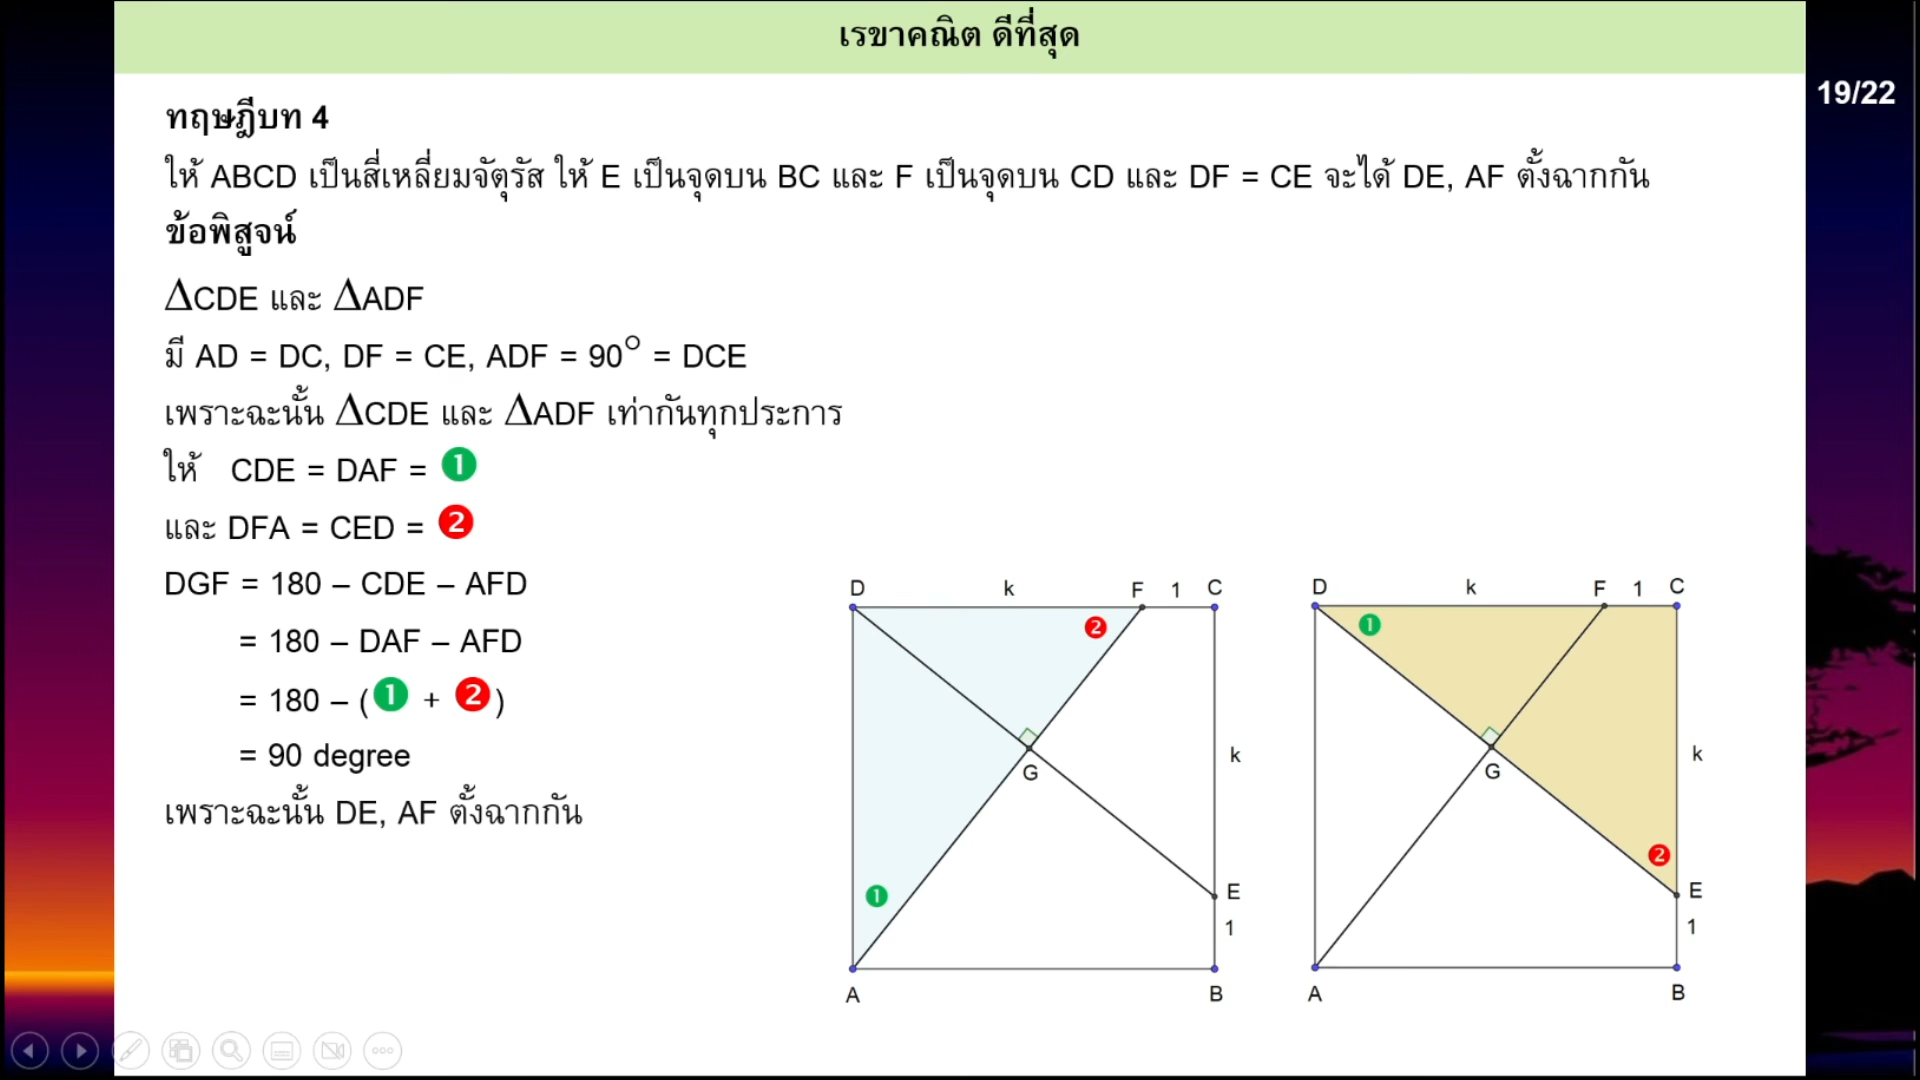 เรขาคณิต ดีที่สุด
19/22
ทฤษฎีบท 4
ให้ ABCD เป็นสี่เหลี่ยมจัตุรัส ให้ E เป็นจุดบน BC และ F เป็นจุดบน CD และ DF = CE จะได้ DE, AF ตั้งฉากกัน
ข้อพิสูจน์
ΔCDE และ ΔADF
มี AD = DC, DF = CE, ADF = 90° = DCE
เพราะฉะนั้น ΔCDE และ ΔADF เท่ากันทุกประการ
ให้ CDE = DAF = ❶
และ DFA = CED = ❷
DGF = 180 – CDE – AFD
= 180 – DAF – AFD
= 180 – (❶ + ❷)
= 90 degree
เพราะฉะนั้น DE, AF ตั้งฉากกัน
D k F 1 C
❷
k
G
❶
E
1
A B
D k F 1 C
❶
k
G
❷
E
1
A B